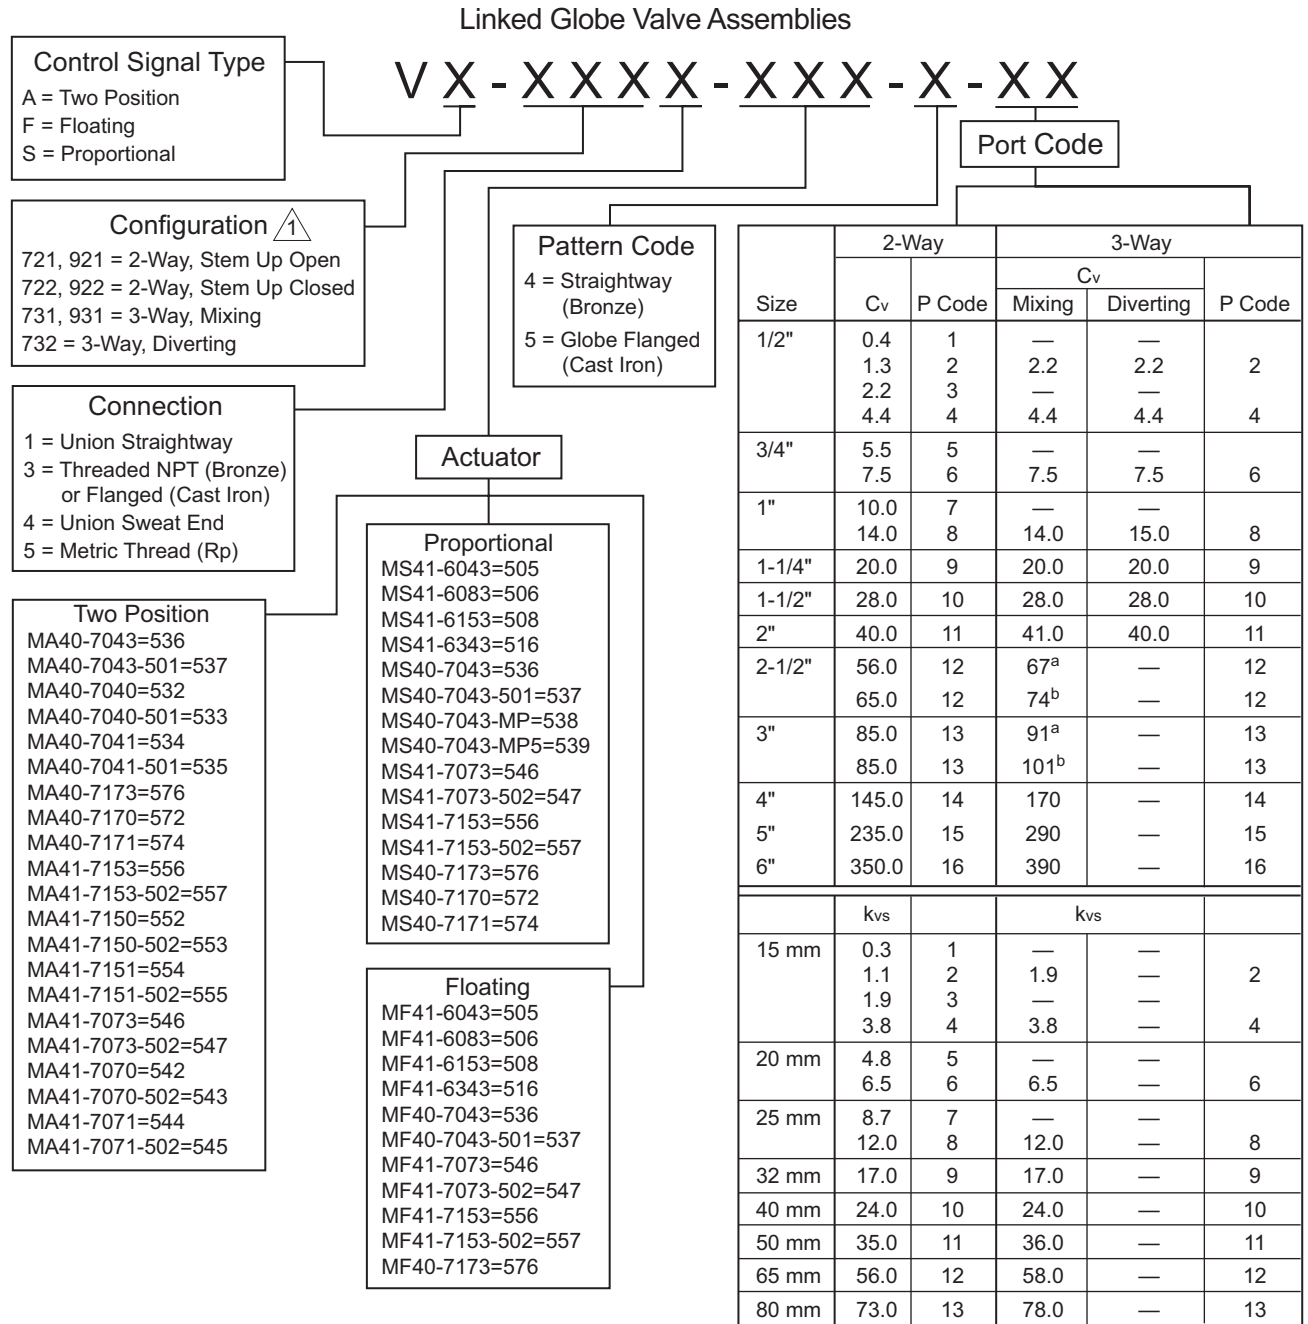 Linked Globe Valve Assemblies
V X - X X X X - X X X - X - X X
Control Signal Type
A = Two Position
F = Floating
S = Proportional
Configuration 1
721, 921 = 2-Way, Stem Up Open
722, 922 = 2-Way, Stem Up Closed
731, 931 = 3-Way, Mixing
732 = 3-Way, Diverting
Connection
1 = Union Straightway
3 = Threaded NPT (Bronze)
or Flanged (Cast Iron)
4 = Union Sweat End
5 = Metric Thread (Rp)
Pattern Code
4 = Straightway
(Bronze)
5 = Globe Flanged
(Cast Iron)
Port Code
Actuator
Two Position
MA40-7043=536
MA40-7043-501=537
MA40-7040=532
MA40-7040-501=533
MA40-7041=534
MA40-7041-501=535
MA40-7173=576
MA40-7170=572
MA40-7171=574
MA41-7153=556
MA41-7153-502=557
MA41-7150=552
MA41-7150-502=553
MA41-7151=554
MA41-7151-502=555
MA41-7073=546
MA41-7073-502=547
MA41-7070=542
MA41-7070-502=543
MA41-7071=544
MA41-7071-502=545
Proportional
MS41-6043=505
MS41-6083=506
MS41-6153=508
MS41-6343=516
MS40-7043=536
MS40-7043-501=537
MS40-7043-MP=538
MS40-7043-MP5=539
MS41-7073=546
MS41-7073-502=547
MS41-7153=556
MS41-7153-502=557
MS40-7173=576
MS40-7170=572
MS40-7171=574
Floating
MF41-6043=505
MF41-6083=506
MF41-6153=508
MF41-6343=516
MF40-7043=536
MF40-7043-501=537
MF41-7073=546
MF41-7073-502=547
MF41-7153=556
MF41-7153-502=557
MF40-7173=576
2-Way 3-Way
Cv
Size Cv P Code Mixing Diverting P Code
1/2" 0.4 1 — —
1.3 2 2.2 2.2 2
2.2 3 — —
4.4 4 4.4 4.4 4
3/4" 5.5 5 — —
7.5 6 7.5 7.5 6
1" 10.0 7 — —
14.0 8 14.0 15.0 8
1-1/4" 20.0 9 20.0 20.0 9
1-1/2" 28.0 10 28.0 28.0 10
2" 40.0 11 41.0 40.0 11
2-1/2" 56.0 12 67a — 12
65.0 12 74b — 12
3" 85.0 13 91a — 13
85.0 13 101b — 13
4" 145.0 14 170 — 14
5" 235.0 15 290 — 15
6" 350.0 16 390 — 16
kvs kvs
15 mm 0.3 1 — —
1.1 2 1.9 — 2
1.9 3 — —
3.8 4 3.8 — 4
20 mm 4.8 5 — —
6.5 6 6.5 — 6
25 mm 8.7 7 — —
12.0 8 12.0 — 8
32 mm 17.0 9 17.0 — 9
40 mm 24.0 10 24.0 — 10
50 mm 35.0 11 36.0 — 11
65 mm 56.0 12 58.0 — 12
80 mm 73.0 13 78.0 — 13